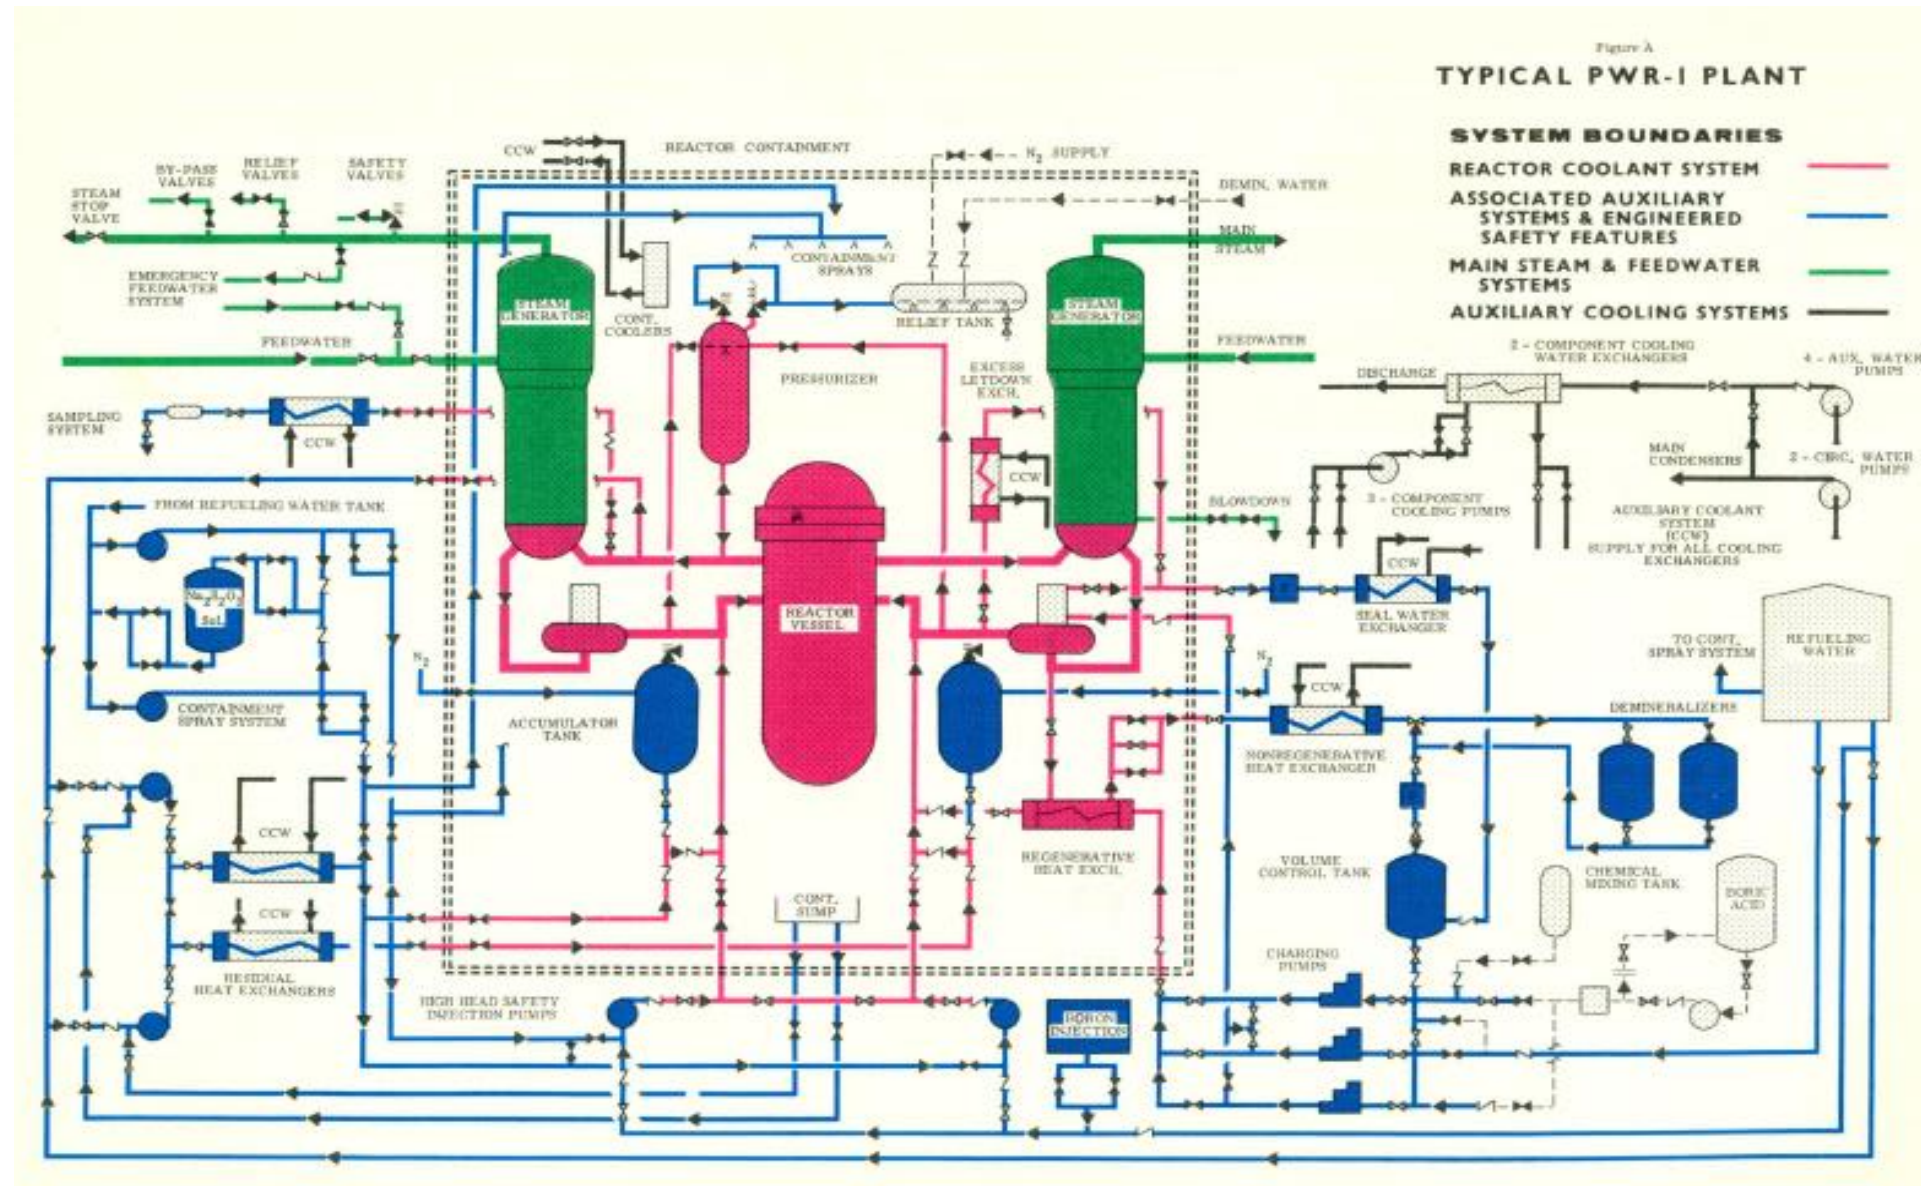 Figure A
TYPICAL PWR-I PLANT
SYSTEM BOUNDARIES
REACTOR COOLANT SYSTEM
ASSOCIATED AUXILIARY
SYSTEMS & ENGINEERED
SAFETY FEATURES
MAIN STEAM & FEEDWATER
SYSTEMS
AUXILIARY COOLING SYSTEMS
CCW
REACTOR CONTAINMENT
N2 SUPPLY
DEMIN. WATER
BY-PASS
VALVES
RELIEF
VALVES
SAFETY
VALVES
STEAM
STOP
VALVE
MAIN
STEAM
EMERGENCY
FEEDWATER
SYSTEM
CONTAINMENT
SPRAYS
STEAM
GENERATOR
CONT.
COOLERS
RELIEF TANK
STEAM
GENERATOR
FEEDWATER
FEEDWATER
PRESSURIZER
EXCESS
LETDOWN
EXCH.
2 - COMPONENT COOLING
WATER EXCHANGERS
4 - AUX. WATER
PUMPS
DISCHARGE
SAMPLING
SYSTEM
CCW
CCW
MAIN
CONDENSERS
2 - CIRC. WATER
PUMPS
3 - COMPONENT
COOLING PUMPS
BLOWDOWN
FROM REFUELING WATER TANK
AUXILIARY COOLANT
SYSTEM
(CCW)
SUPPLY FOR ALL COOLING
EXCHANGERS
CCW
SEAL WATER
EXCHANGER
Sol.
REACTOR
VESSEL
TO CONT.
SPRAY SYSTEM
REFUELING
WATER
N2
N2
CCW
CONTAINMENT
SPRAY SYSTEM
ACCUMULATOR
TANK
DEMINERALIZERS
NONREGENERATIVE
HEAT EXCHANGER
CCW
REGENERATIVE
HEAT EXCH.
VOLUME
CONTROL TANK
CHEMICAL
MIXING TANK
BORIC
ACID
CCW
CONT.
SUMP
RESIDUAL
HEAT EXCHANGERS
CHARGING
PUMPS
HIGH HEAD SAFETY
INJECTION PUMPS
BORON
INJECTION